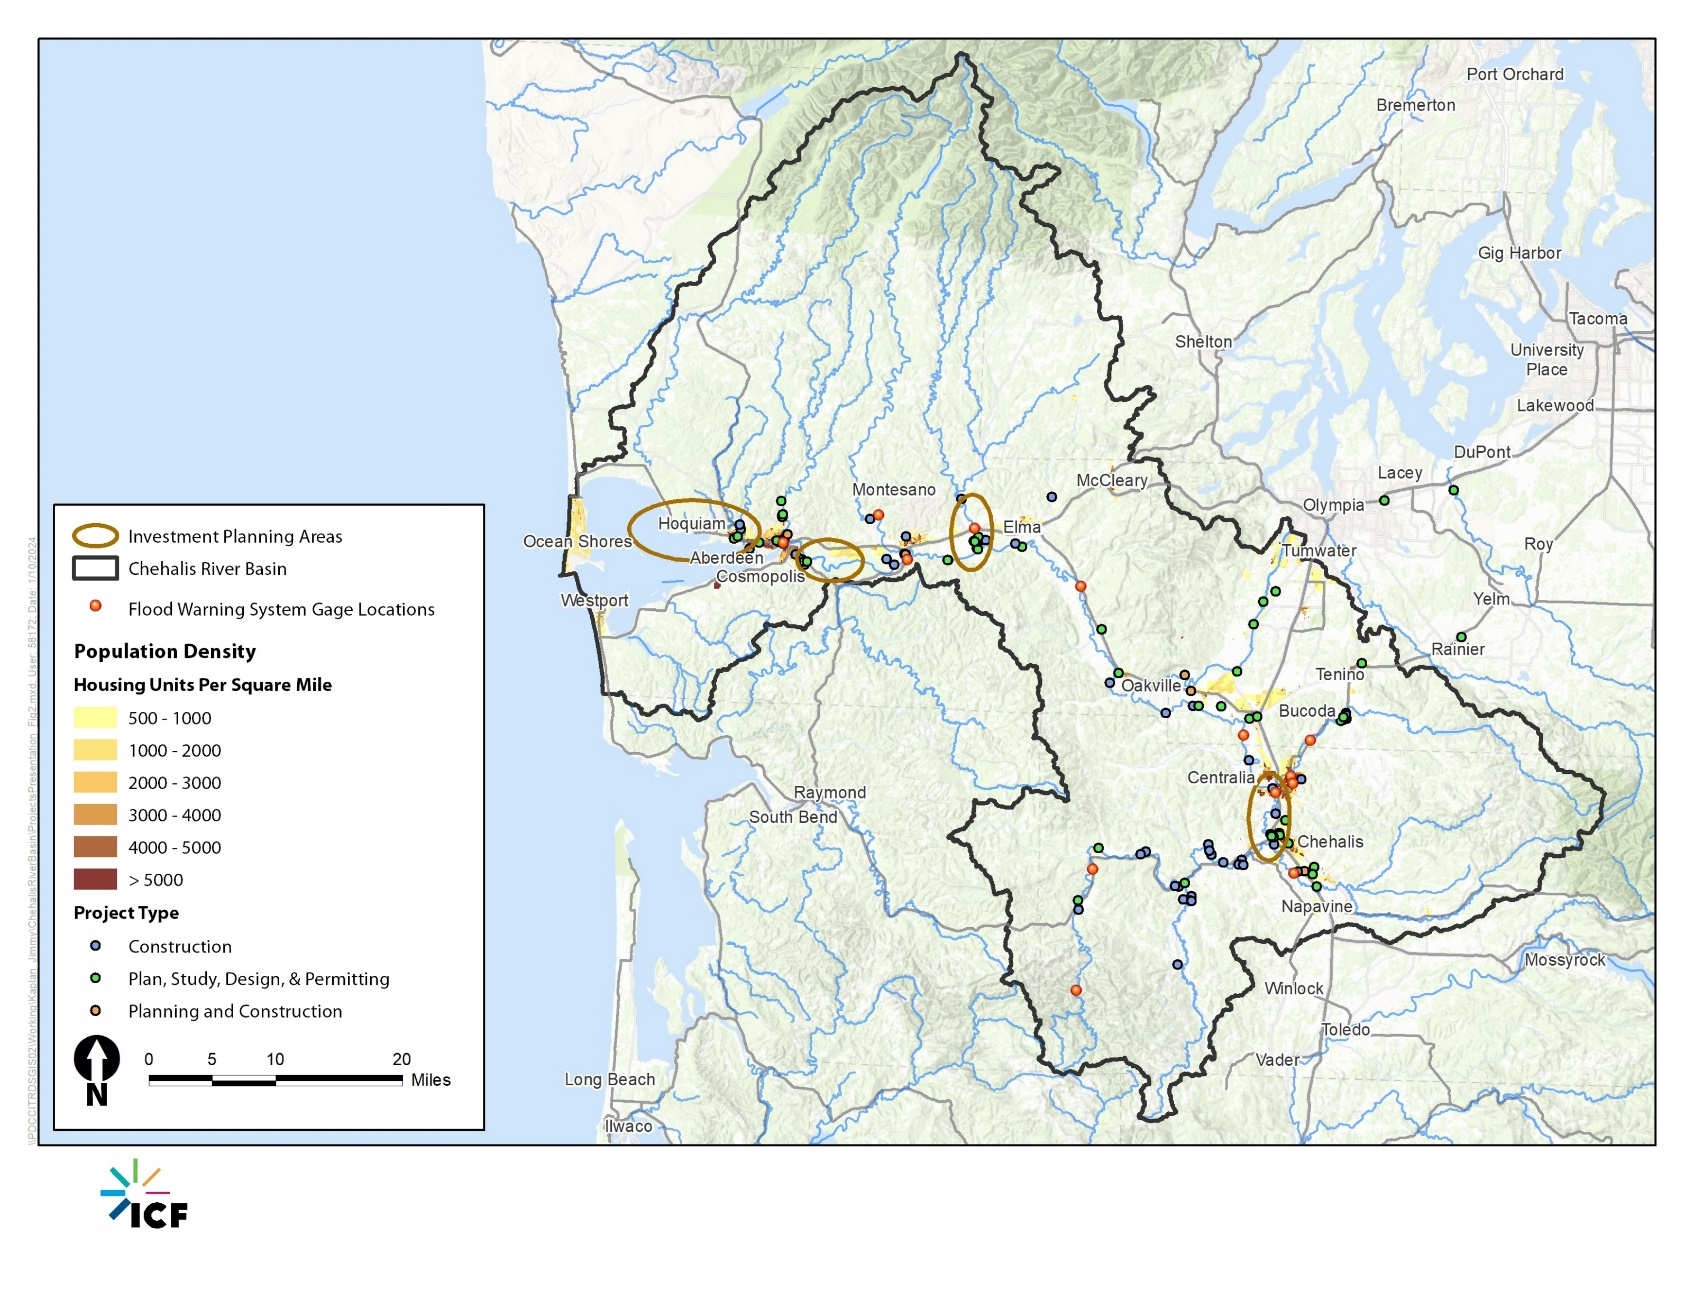 Port Orchard
Bremerton
Gig Harbor
Tacoma
University
Place
Shelton
Lakewood
DuPont
Lacey
McCleary
Olympia
Montesano
Hoquiam
Elma
Ocean Shores
Aberdeen
Cosmopolis
Tumwater
Roy
Westport
Yelm
Rainier
Tenino
Oakville
Bucoda
Centralia
Raymond
South Bend
Chehalis
Napavine
Mossyrock
Winlock
Toledo
Vader
Long Beach
Ilwaco
Investment Planning Areas
Chehalis River Basin
Flood Warning System Gage Locations
Population Density
Housing Units Per Square Mile
500 - 1000
1000 - 2000
2000 - 3000
3000 - 4000
4000 - 5000
> 5000
Project Type
Construction
Plan, Study, Design, & Permitting
Planning and Construction
N
0 5 10 20
Miles
ICF